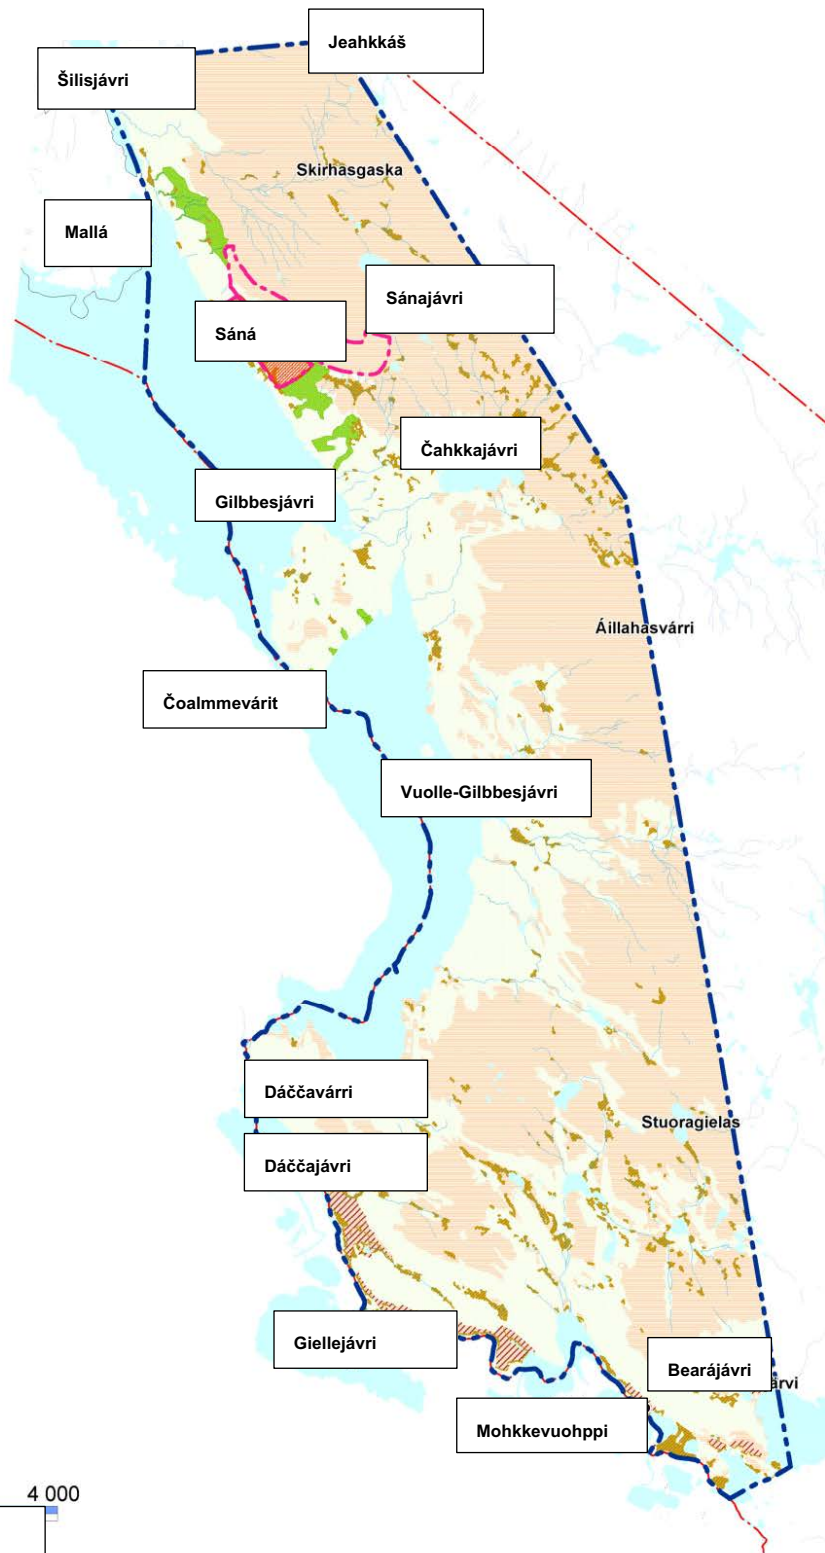 Jeahkkáš
Šilisjávri
Skirhasgaska
Mallá
Sánajávri
Sáná
Čahkkajávri
Gilbbesjávri
Áillahasvárri
Čoalmmevárit
Vuolle-Gilbbesjávri
Dáččavárri
Stuoragielas
Dáččajávri
Giellejávri
Bearájávri
ärvi
Mohkkevuohppi
4 000